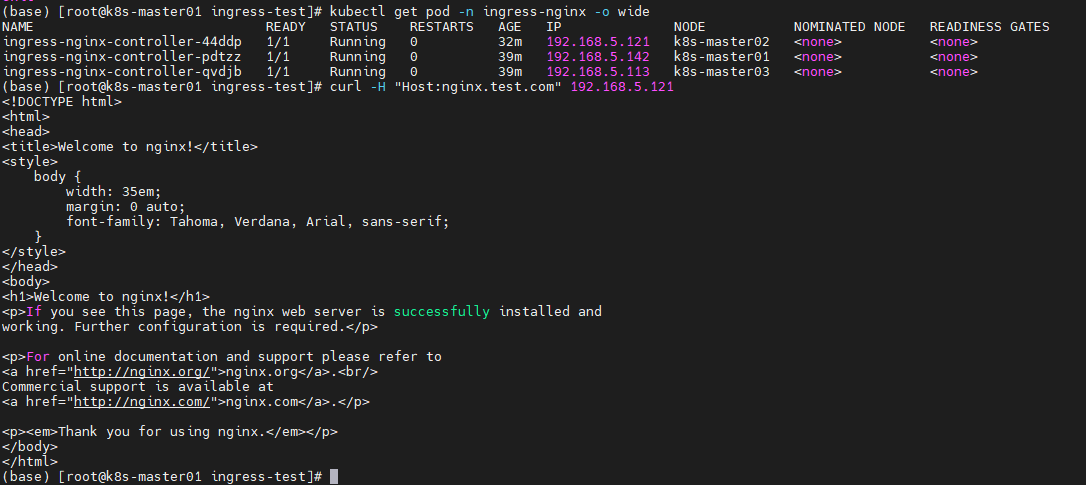 (base) [root@k8s-master01 ingress-test]# kubectl get pod -n ingress-nginx -o wide
NAME                             READY   STATUS    RESTARTS   AGE   IP              NODE           NOMINATED NODE   READINESS GATES
ingress-nginx-controller-44ddp   1/1     Running   0          32m   192.168.5.121   k8s-master02   <none>           <none>
ingress-nginx-controller-pdtzz   1/1     Running   0          39m   192.168.5.142   k8s-master01   <none>           <none>
ingress-nginx-controller-qvdjb   1/1     Running   0          39m   192.168.5.113   k8s-master03   <none>           <none>
(base) [root@k8s-master01 ingress-test]# curl -H "Host:nginx.test.com" 192.168.5.121
<!DOCTYPE html>
<html>
<head>
<title>Welcome to nginx!</title>
<style>
    body {
        width: 35em;
        margin: 0 auto;
        font-family: Tahoma, Verdana, Arial, sans-serif;
    }
</style>
</head>
<body>
<h1>Welcome to nginx!</h1>
<p>If you see this page, the nginx web server is successfully installed and
working. Further configuration is required.</p>

<p>For online documentation and support please refer to
<a href="http://nginx.org/">nginx.org</a>.<br/>
Commercial support is available at
<a href="http://nginx.com/">nginx.com</a>.</p>

<p><em>Thank you for using nginx.</em></p>
</body>
</html>
(base) [root@k8s-master01 ingress-test]#